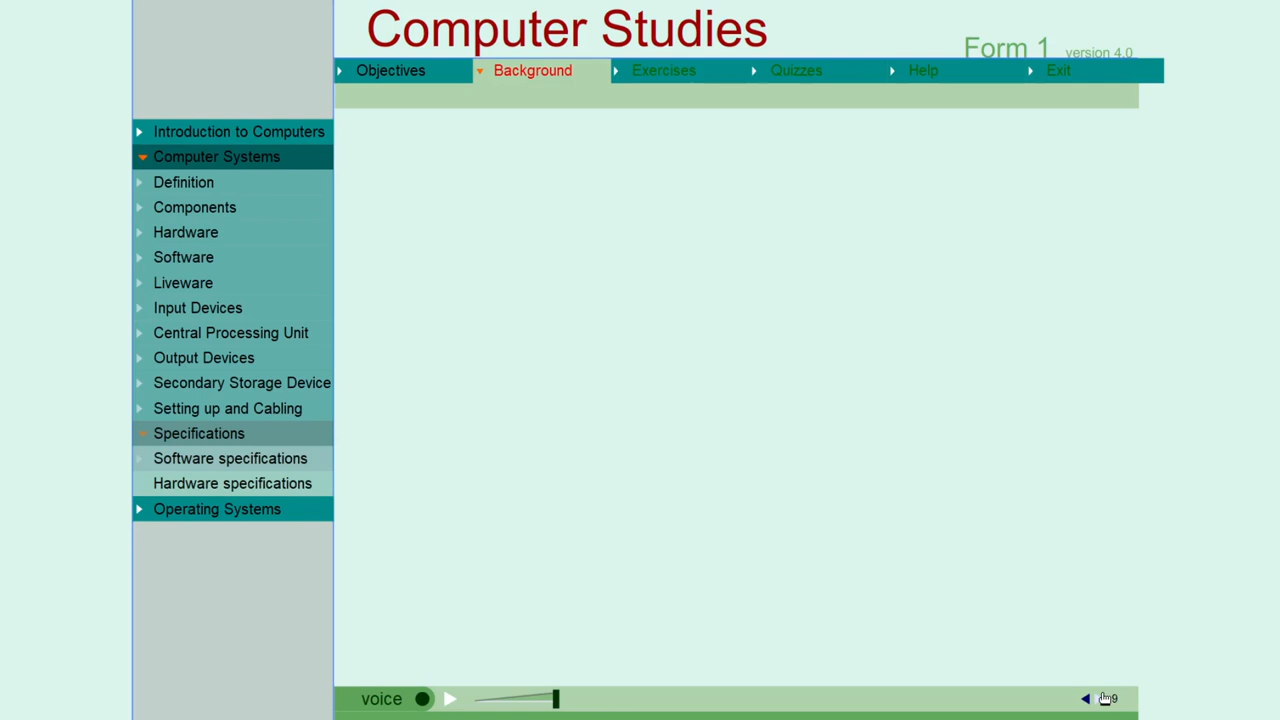 Computer Studies
Form 1 version 4.0
Objectives Background Exercises Quizzes Help Exit
Introduction to Computers
Computer Systems
Definition
Components
Hardware
Software
Liveware
Input Devices
Central Processing Unit
Output Devices
Secondary Storage Device
Setting up and Cabling
Specifications
Software specifications
Hardware specifications
Operating Systems
voice